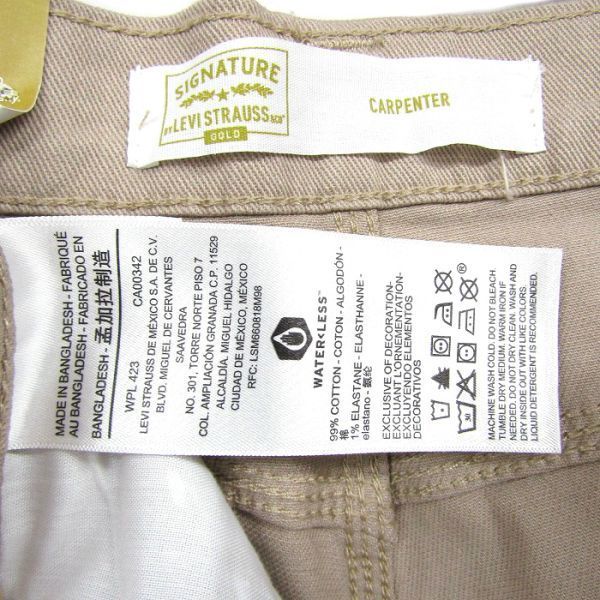 SIGNATURE
BY LEVI STRAUSS & CO
GOLD
CARPENTER
MADE IN BANGLADESH - FABRIQUÉ
AU BANGLADESH - FABRICADO EN
BANGLADESH - 孟加拉制造
WPL 423 CA00342
LEVI STRAUSS DE MÉXICO S.A. DE C.V.
BLVD. MIGUEL DE CERVANTES
SAAVEDRA
NO. 301, TORRE NORTE PISO 7
COL. AMPLIACIÓN GRANADA C.P. 11529
ALCALDÍA. MIGUEL HIDALGO
CIUDAD DE MÉXICO, MÉXICO
RFC: LSM660818M98
WATER<LESS™
99% COTTON - COTON - ALGODÓN -
棉
1% ELASTANE - ÉLASTHANNE -
elastano - 氨纶
EXCLUSIVE OF DECORATION-
EXCLUANT L'ORNEMENTATION-
EXCLUYENDO ELEMENTOS
DECORATIVOS
30
MACHINE WASH COLD. DO NOT BLEACH.
TUMBLE DRY MEDIUM. WARM IRON IF
NEEDED. DO NOT DRY CLEAN. WASH AND
DRY INSIDE OUT WITH LIKE COLORS.
LIQUID DETERGENT IS RECOMMENDED.